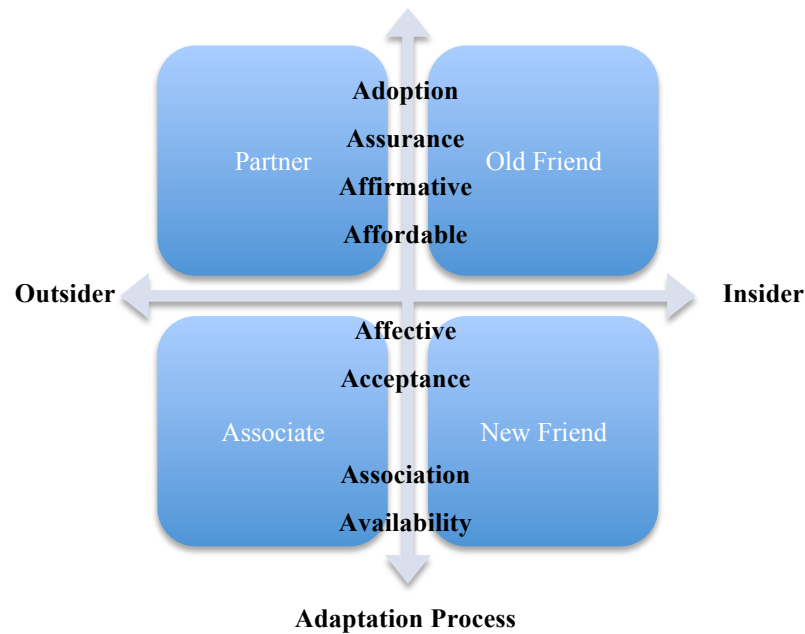 Adoption
Assurance
Partner
Old Friend
Affirmative
Affordable
Outsider
Insider
Affective
Acceptance
Associate
New Friend
Association
Availability
Adaptation Process